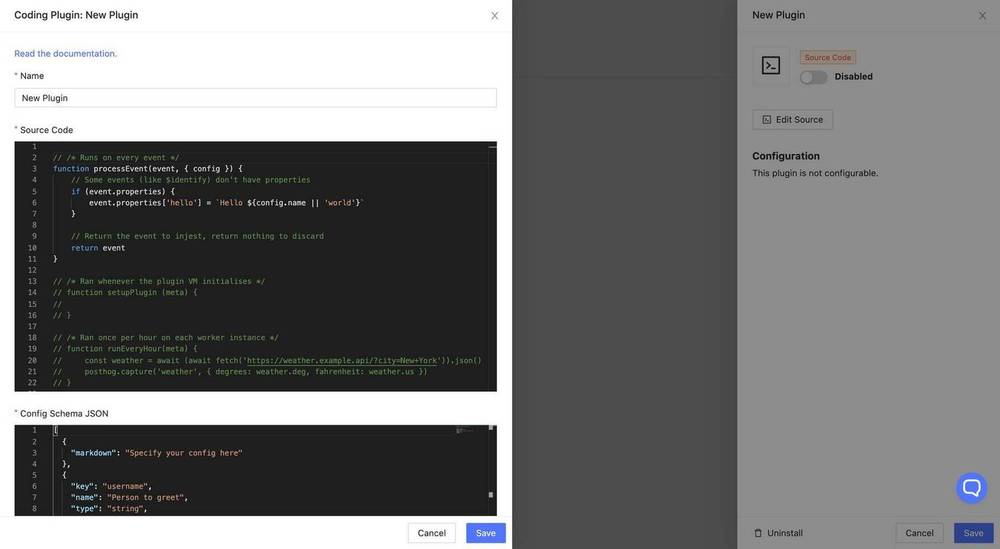 Coding Plugin: New Plugin
Read the documentation.
* Name
New Plugin
* Source Code
1
2 // /* Runs on every event */
3 function processEvent(event, { config }) {
4 // Some events (like $identify) don't have properties
5 if (event.properties) {
6 event.properties['hello'] = `Hello ${config.name || 'world'}`
7 }
8
9 // Return the event to injest, return nothing to discard
10 return event
11 }
12
13 // /* Ran whenever the plugin VM initialises */
14 // function setupPlugin (meta) {
15 //
16 // }
17
18 // /* Ran once per hour on each worker instance */
19 // function runEveryHour(meta) {
20 // const weather = await (await fetch('https://weather.example.api/?city=New+York')).json()
21 // posthog.capture('weather', { degrees: weather.deg, fahrenheit: weather.us })
22 // }
* Config Schema JSON
1 [
2 {
3 "markdown": "Specify your config here"
4 },
5 {
6 "key": "username",
7 "name": "Person to greet",
8 "type": "string",
Cancel
Save
New Plugin
Source Code
Disabled
Edit Source
Configuration
This plugin is not configurable.
Uninstall
Cancel
Save